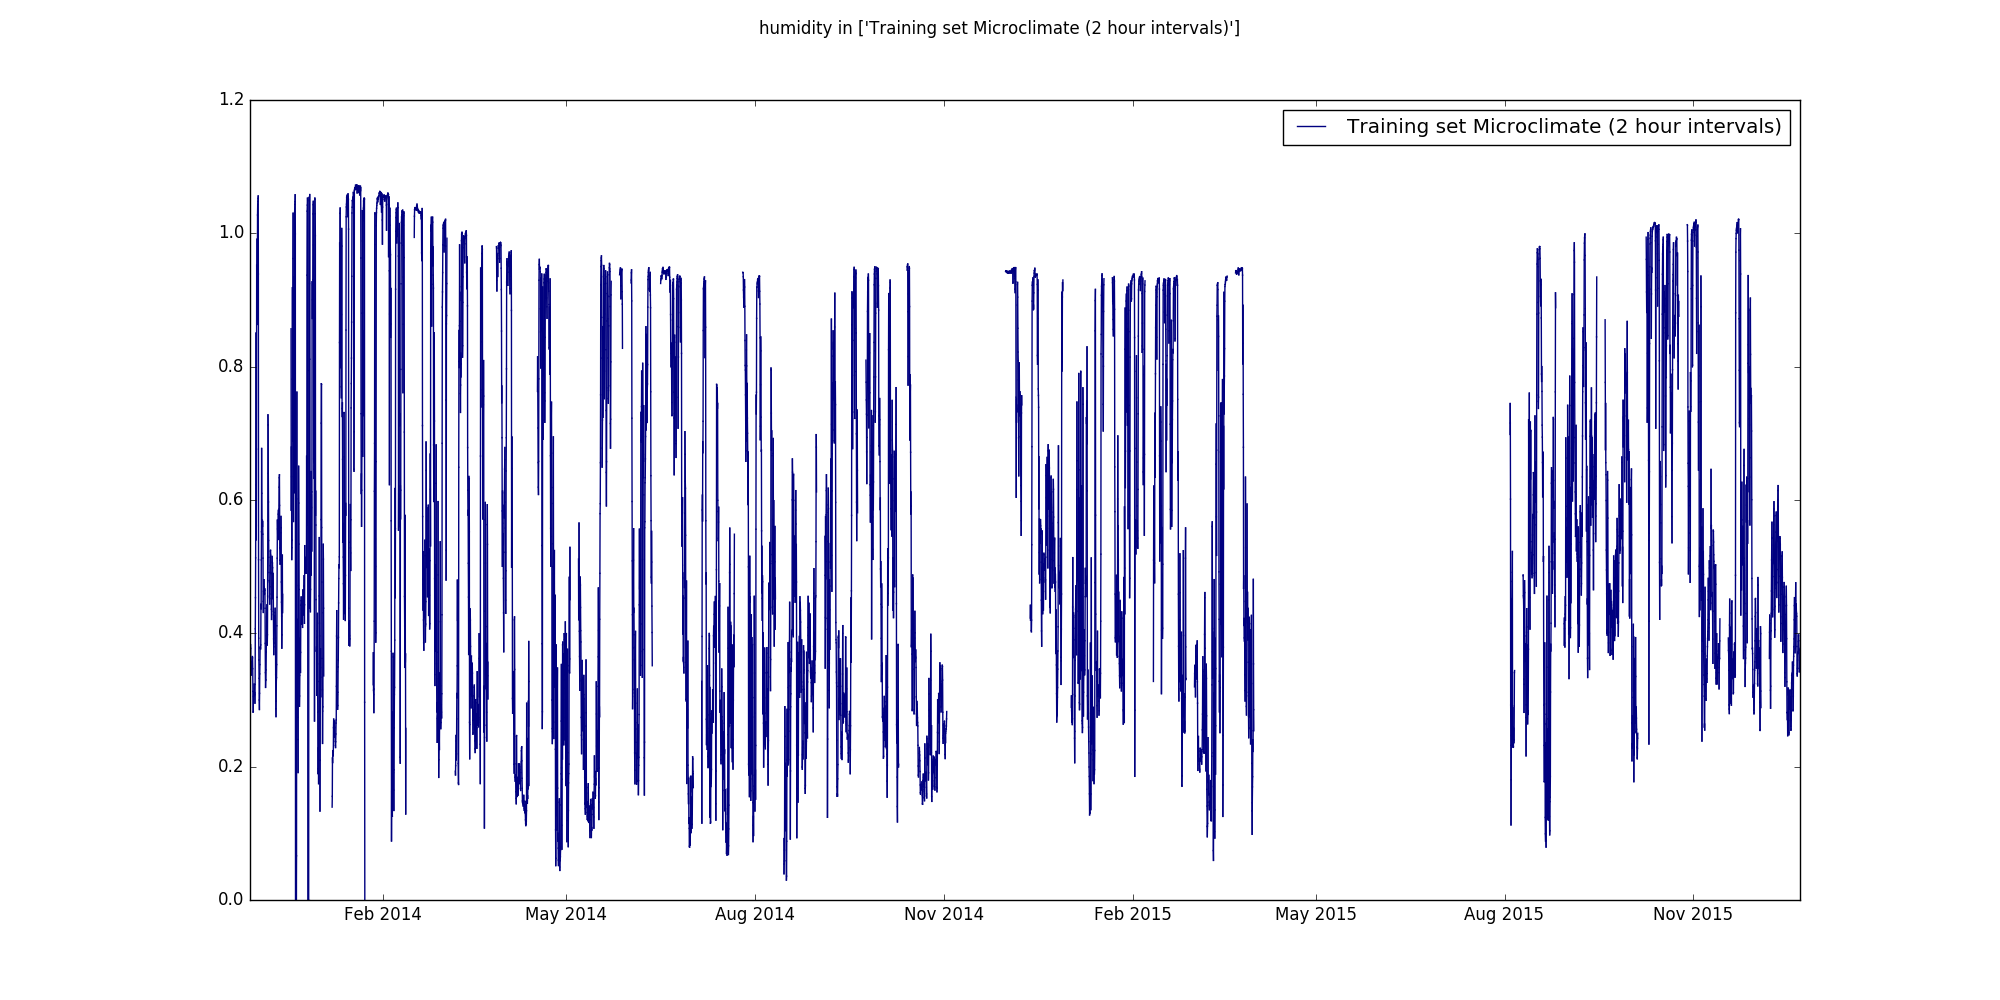 humidity in ['Training set Microclimate (2 hour intervals)']
1.2
Training set Microclimate (2 hour intervals)
1.0
0.8
0.6
0.4
0.2
0.0
Feb 2014 May 2014 Aug 2014 Nov 2014 Feb 2015 May 2015 Aug 2015 Nov 2015